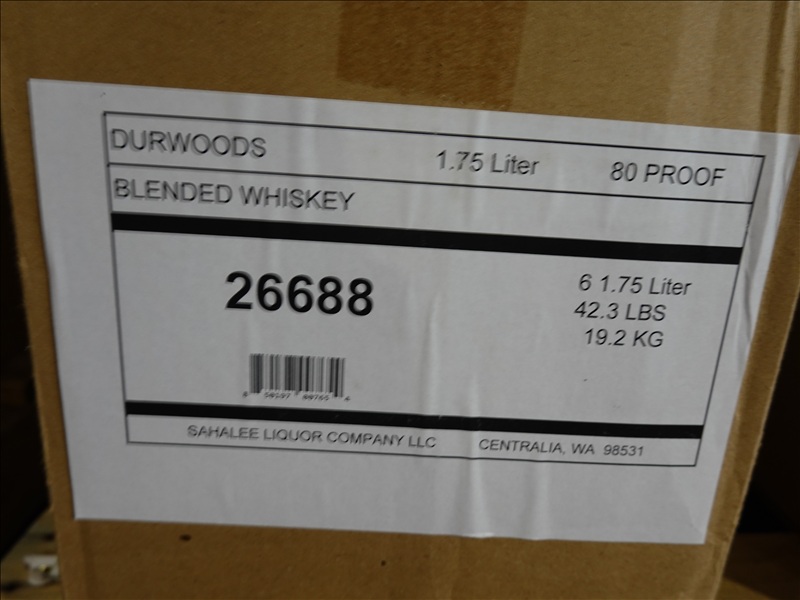 DURWOODS 1.75 Liter 80 PROOF
BLENDED WHISKEY
26688
6 1.75 Liter
42.3 LBS
19.2 KG
SAHALEE LIQUOR COMPANY LLC CENTRALIA, WA 98531